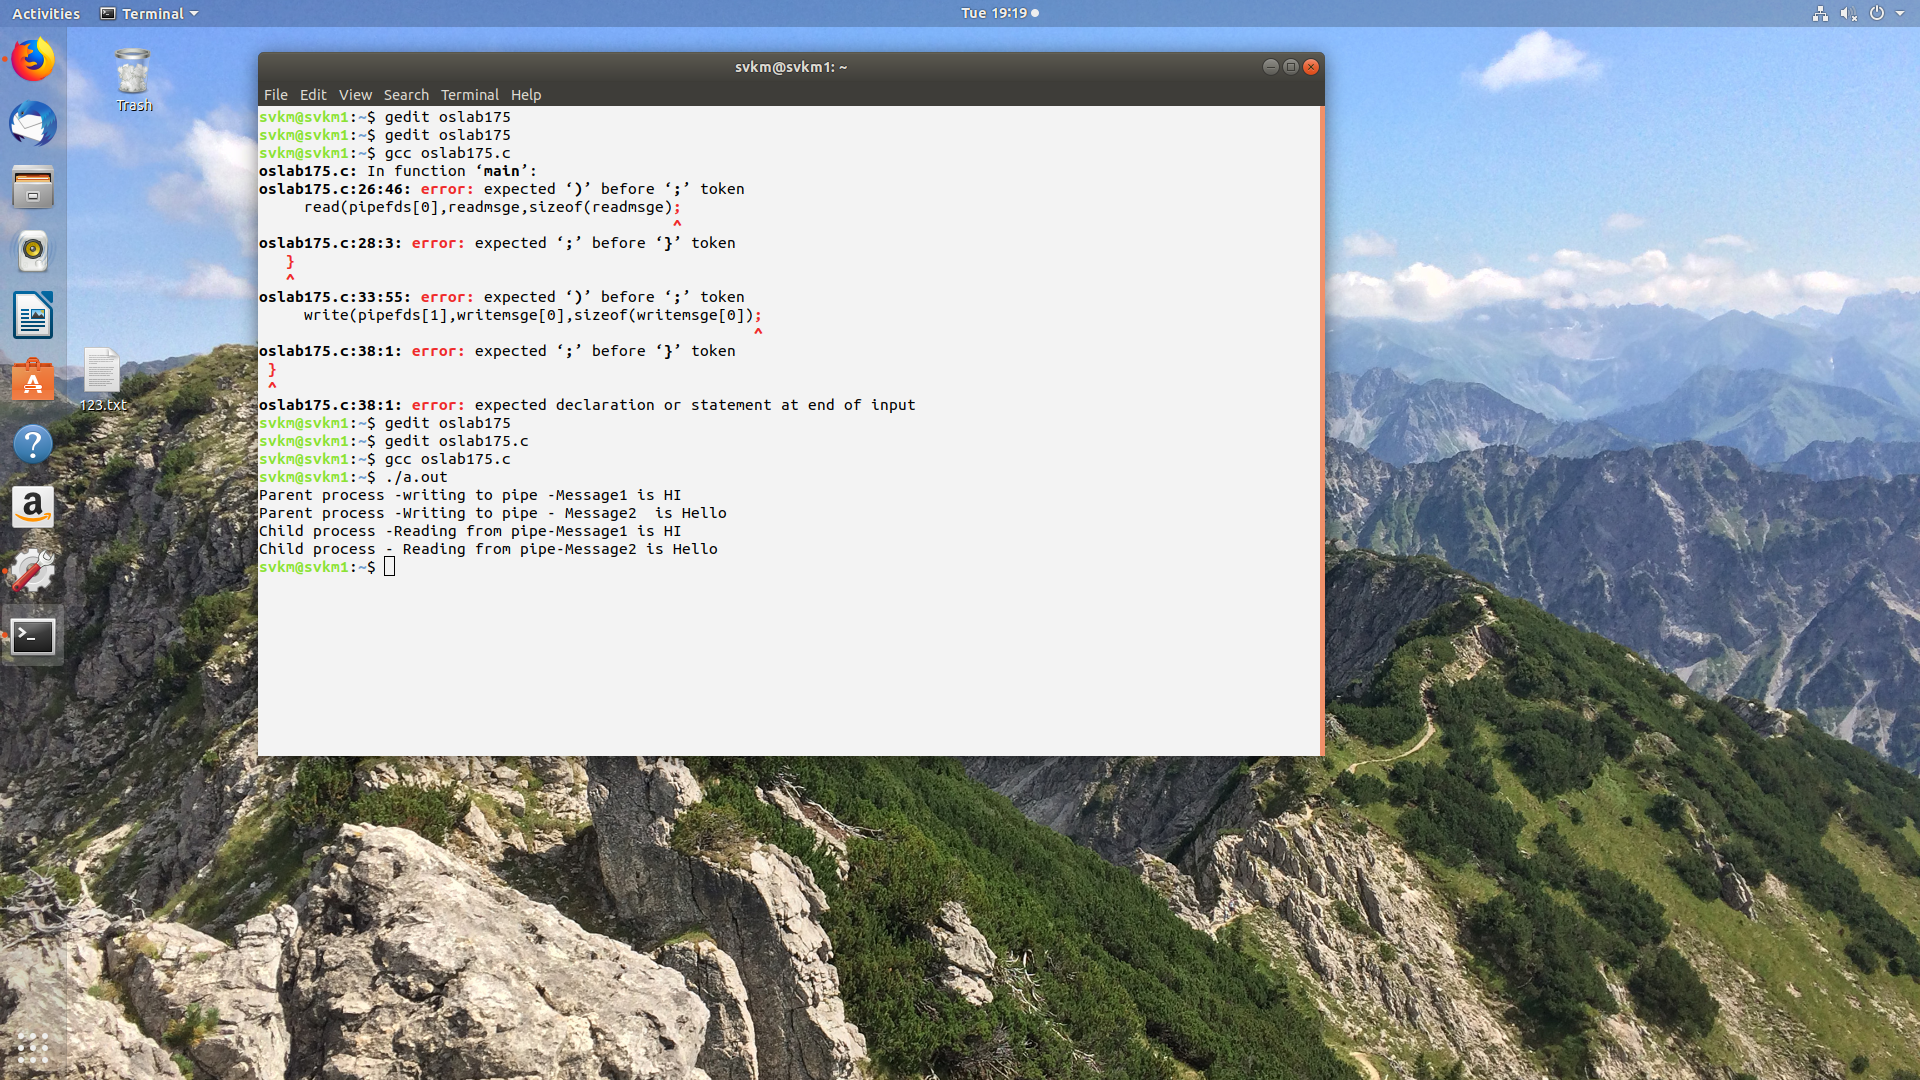 Activities Terminal Tue 19:19
Trash
123.txt
svkm@svkm1: ~
File Edit View Search Terminal Help
svkm@svkm1:~$ gedit oslab175
svkm@svkm1:~$ gedit oslab175
svkm@svkm1:~$ gcc oslab175.c
oslab175.c: In function ‘main’:
oslab175.c:26:46: error: expected ‘)’ before ‘;’ token
read(pipefds[0],readmsge,sizeof(readmsge);
^
oslab175.c:28:3: error: expected ‘;’ before ‘}’ token
}
^
oslab175.c:33:55: error: expected ‘)’ before ‘;’ token
write(pipefds[1],writemsge[0],sizeof(writemsge[0]);
^
oslab175.c:38:1: error: expected ‘;’ before ‘}’ token
}
^
oslab175.c:38:1: error: expected declaration or statement at end of input
svkm@svkm1:~$ gedit oslab175
svkm@svkm1:~$ gedit oslab175.c
svkm@svkm1:~$ gcc oslab175.c
svkm@svkm1:~$ ./a.out
Parent process -writing to pipe -Message1 is HI
Parent process -Writing to pipe - Message2  is Hello
Child process -Reading from pipe-Message1 is HI
Child process - Reading from pipe-Message2 is Hello
svkm@svkm1:~$